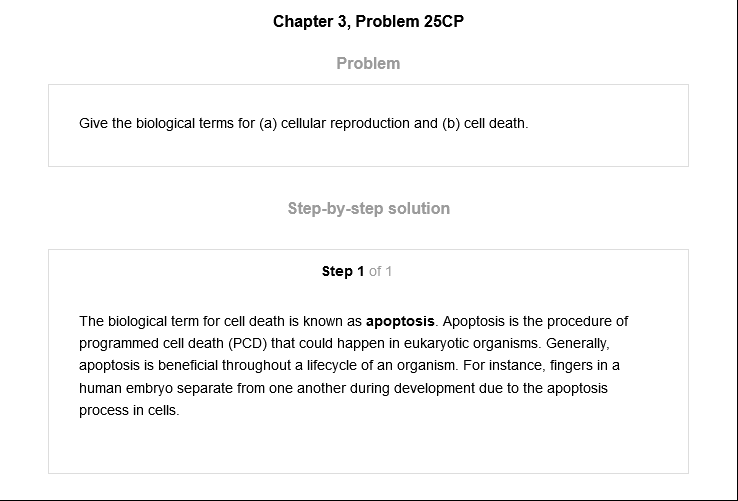 Chapter 3, Problem 25CP
Problem
Give the biological terms for (a) cellular reproduction and (b) cell death.
Step-by-step solution
Step 1 of 1
The biological term for cell death is known as apoptosis. Apoptosis is the procedure of
programmed cell death (PCD) that could happen in eukaryotic organisms. Generally,
apoptosis is beneficial throughout a lifecycle of an organism. For instance, fingers in a
human embryo separate from one another during development due to the apoptosis
process in cells.